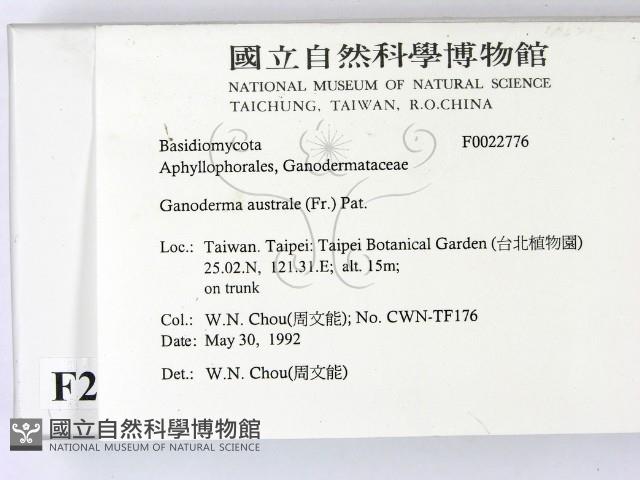 國立自然科學博物館
NATIONAL MUSEUM OF NATURAL SCIENCE
TAICHUNG, TAIWAN, R.O.CHINA
Basidiomycota F0022776
Aphyllophorales, Ganodermataceae
Ganoderma australe (Fr.) Pat.
Loc.: Taiwan. Taipei: Taipei Botanical Garden (台北植物園)
25.02.N, 121.31.E; alt. 15m;
on trunk
Col.: W.N. Chou(周文能); No. CWN-TF176
Date: May 30, 1992
Det.: W.N. Chou(周文能)
F2
國立自然科學博物館
NATIONAL MUSEUM OF NATURAL SCIENCE